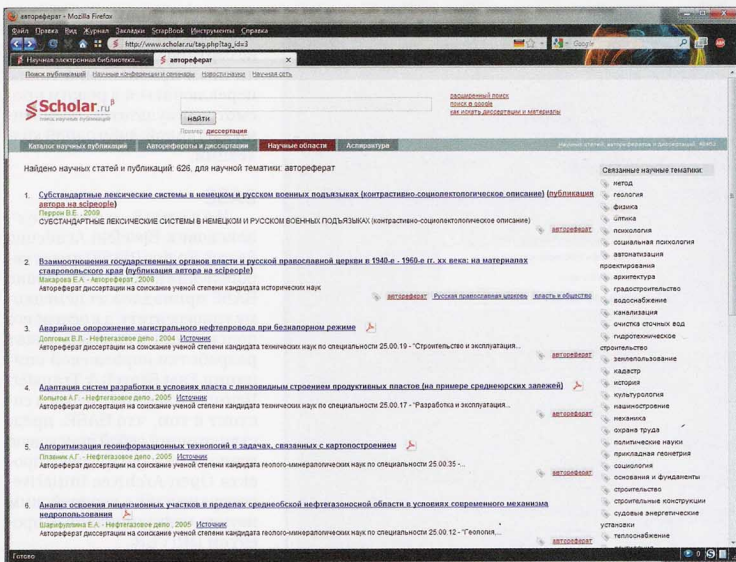 автореферат - Mozilla Firefox
Файл Правка Вид Журнал Закладки ScrapBook Инструменты Справка
http://www.scholar.ru/tag.php?tag_id=3
Google
Научная электронная библиотека...
автореферат
Поиск публикаций Научные конференции и семинары Новости науки Научная сеть
Scholar.ru β
поиск научных публикаций
найти
Пример: диссертация
расширенный поиск
поиск в google
как искать диссертации и материалы
Каталог научных публикаций Авторефераты и диссертации Научные области Аспирантура
Найдено научных статей и публикаций: 626, для научной тематики: автореферат
1. Субстандартные лексические системы в немецком и русском военных подъязыках (контрастивно-социолектологическое описание) (публикация
автора на scipeople)
Перрон В.Е., 2009
СУБСТАНДАРТНЫЕ ЛЕКСИЧЕСКИЕ СИСТЕМЫ В НЕМЕЦКОМ И РУССКОМ ВОЕННЫХ ПОДЪЯЗЫКАХ (контрастивно-социолектологическое описание)
автореферат
2. Взаимоотношения государственных органов власти и русской православной церкви в 1940-е - 1960-е гг. хх века: на материалах
ставропольского края (публикация автора на scipeople)
Макарова Е.А. - Автореферат , 2008
Автореферат диссертации на соискание ученой степени кандидата исторических наук
автореферат Русская православная церковь власть и общество
3. Аварийное опорожнение магистрального нефтепровода при безнапорном режиме
Долговых В.Л. - Нефтегазовое дело , 2004 Источник
Автореферат диссертации на соискание ученой степени кандидата технических наук по специальности 25.00.19 - "Строительство и эксплуатация...
автореферат
4. Адаптация систем разработки в условиях пласта с линзовидным строением продуктивных пластов (на примере среднеюрских залежей)
Копытов А.Г. - Нефтегазовое дело , 2005 Источник
Автореферат диссертации на соискание ученой степени кандидата технических наук по специальности 25.00.17 - "Разработка и эксплуатация...
автореферат
5. Алгоритмизация геоинформационных технологий в задачах, связанных с картопостроением
Плавник А.Г. - Нефтегазовое дело , 2005 Источник
Автореферат диссертации на соискание ученой степени кандидата геолого-минералогических наук по специальности 25.00.35 -...
автореферат
6. Анализ освоения лицензионных участков в пределах среднеобской нефтегазоносной области в условиях современного механизма
недропользования
Шарифуллина Е.А. - Нефтегазовое дело , 2005 Источник
Автореферат диссертации на соискание ученой степени кандидата геолого-минералогических наук по специальности 25.00.12 - "Геология,...
автореферат
Связанные научные тематики:
метод
геология
физика
оптика
психология
социальная психология
автоматизация
проектирования
архитектура
градостроительство
водоснабжение
канализация
очистка сточных вод
гидротехническое
строительство
землепользование
кадастр
история
культурология
машиностроение
механика
охрана труда
политические науки
прикладная геометрия
социология
основания и фундаменты
строительство
строительные конструкции
судовые энергетические
установки
теплоснабжение
Готово
0